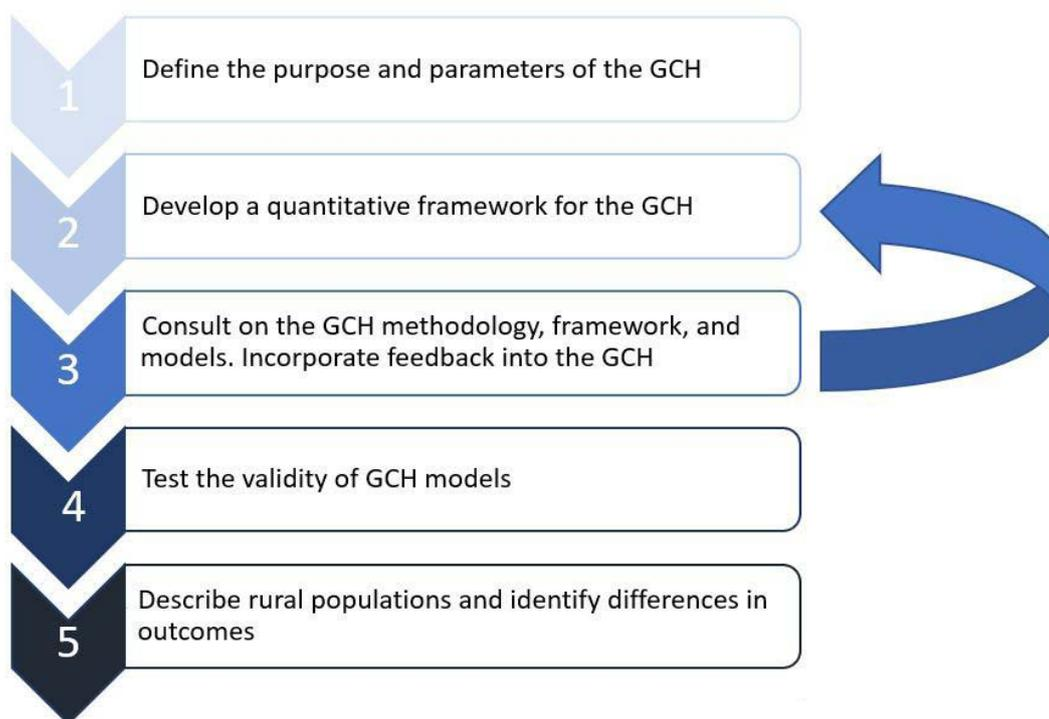 1
Define the purpose and parameters of the GCH
2
Develop a quantitative framework for the GCH
3
Consult on the GCH methodology, framework, and
models. Incorporate feedback into the GCH
4
Test the validity of GCH models
5
Describe rural populations and identify differences in
outcomes